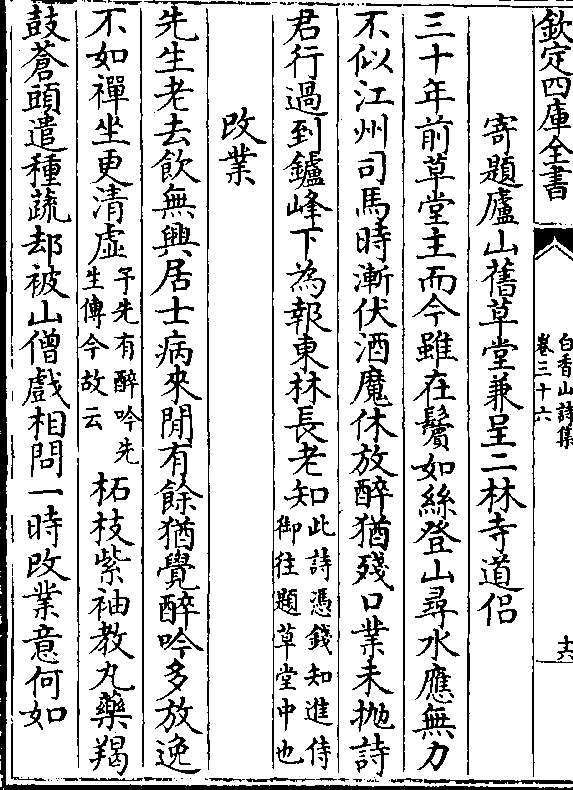 欽定四庫全書
白香山詩集
卷三十六
十六
寄題廬山舊草堂兼呈二林寺道侶
三十年前草堂主而今雖在鬢如絲登山尋水應無力
不似江州司馬時漸伏酒魔休放醉猶殘口業未拋詩
君行過到鑪峰下為報東林長老知此詩憑錢知進侍御往題草堂中也
改業
先生老去飲無興居士病來閒有餘猶覺醉吟多放逸
不如禪坐更清虛予先有醉吟先生傳今故云柘枝紫袖教丸藥羯
鼓蒼頭遣種蔬却被山僧戲相問一時改業意何如